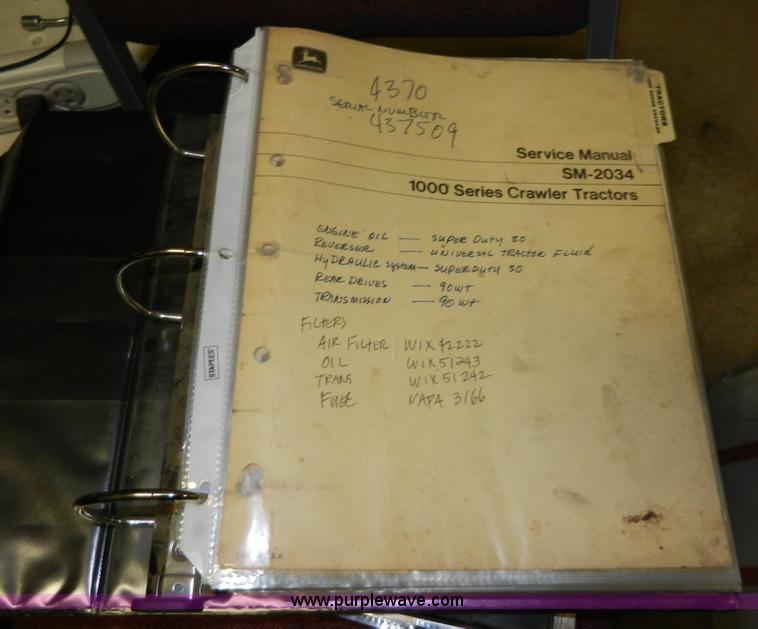 4370
SERIAL NUMBER
437509
TRACTORS
Service Manual
SM-2034
1000 Series Crawler Tractors
ENGINE OIL — SUPER DUTY 30
REVERSER — UNIVERSAL TRACTOR FLUID
HYDRAULIC SYSTEM — SUPERDUTY 30
REAR DRIVES — 90WT
TRANSMISSION — 90 WT
FILTERS
AIR FILTER WIX 42222
OIL WIX 51243
TRANS WIX 51242
FUEL NAPA 3166
STAPLES
www.purplewave.com